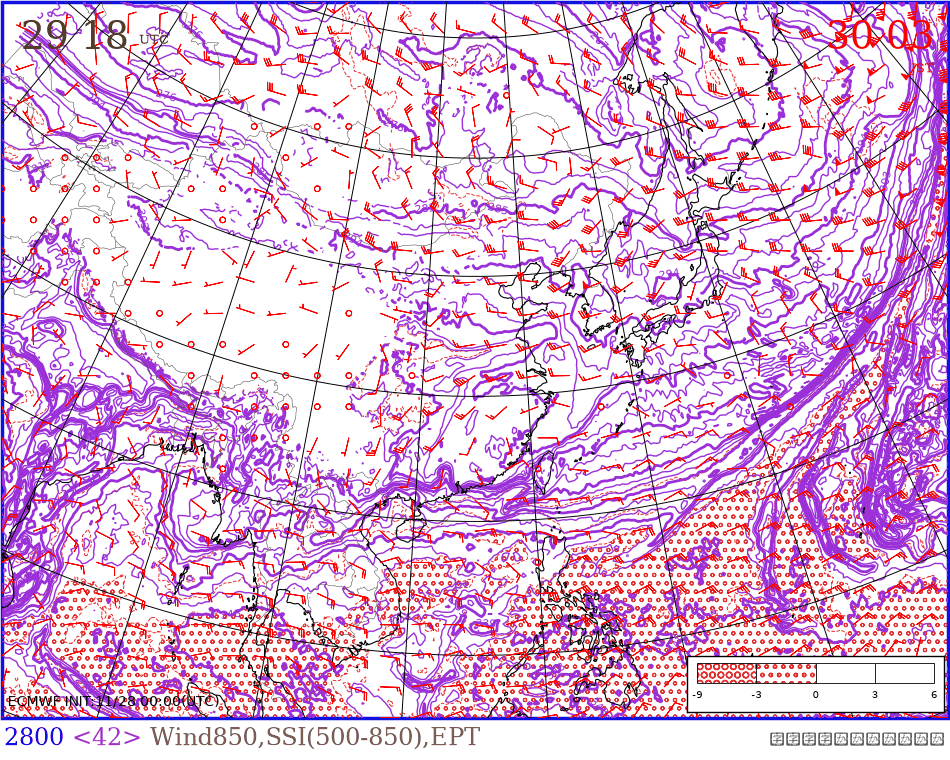 29 18 UTC 30 03
ECMWF INIT:11/28 00:00(UTC)
-9 -3 0 3 6
2800 <42> Wind850,SSI(500-850),EPT